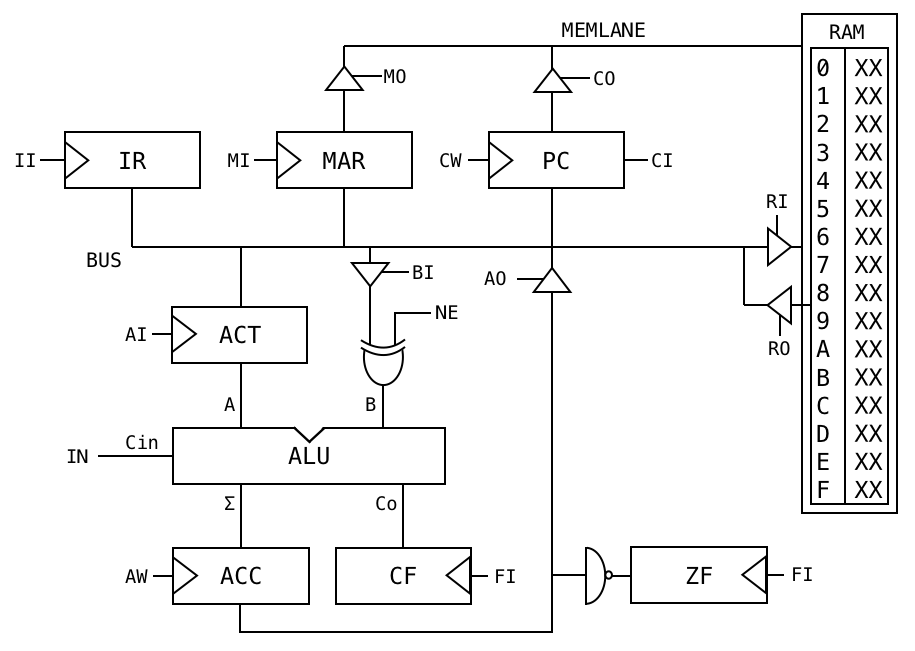 MEMLANE
RAM
MO
CO
0 XX
1 XX
2 XX
3 XX
4 XX
5 XX
6 XX
7 XX
8 XX
9 XX
A XX
B XX
C XX
D XX
E XX
F XX
II
IR
MI
MAR
CW
PC
CI
RI
BUS
BI
AO
NE
AI
ACT
RO
A
B
IN
Cin
ALU
Σ
Co
AW
ACC
CF
FI
ZF
FI